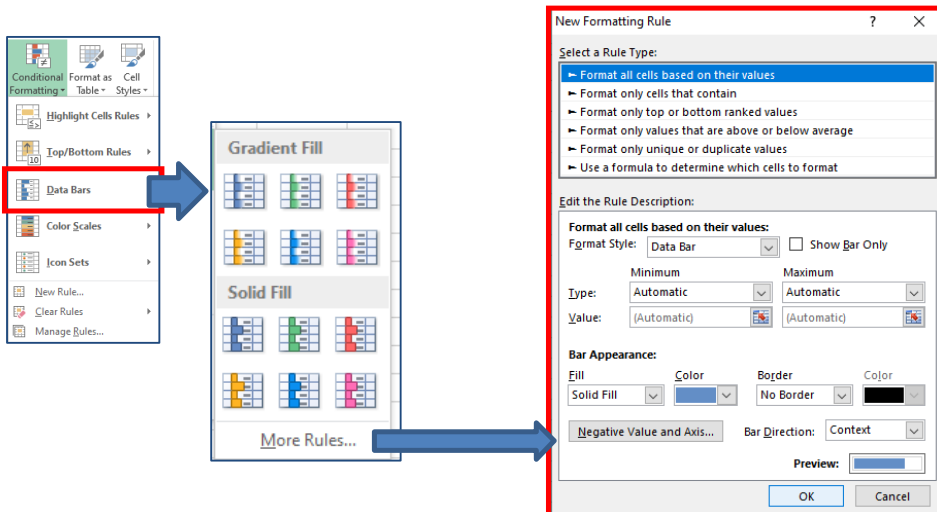 Conditional Format as Cell
Formatting Table Styles
Highlight Cells Rules
Top/Bottom Rules
10
Data Bars
Color Scales
Icon Sets
New Rule...
Clear Rules
Manage Rules...
Gradient Fill
Solid Fill
More Rules...
New Formatting Rule ? ×
Select a Rule Type:
► Format all cells based on their values
► Format only cells that contain
► Format only top or bottom ranked values
► Format only values that are above or below average
► Format only unique or duplicate values
► Use a formula to determine which cells to format
Edit the Rule Description:
Format all cells based on their values:
Format Style: Data Bar Show Bar Only
Minimum Maximum
Type: Automatic Automatic
Value: (Automatic) (Automatic)
Bar Appearance:
Fill Color Border Color
Solid Fill No Border
Negative Value and Axis... Bar Direction: Context
Preview:
OK Cancel